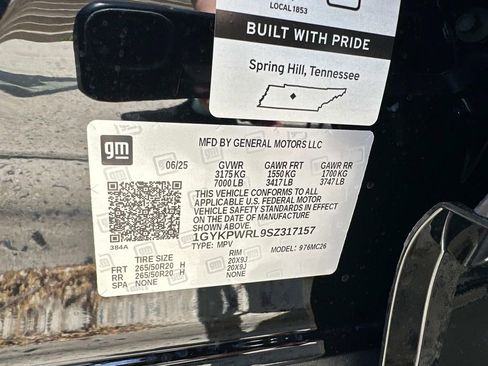 LOCAL 1853
BUILT WITH PRIDE
Spring Hill, Tennessee
gm
MFD BY GENERAL MOTORS LLC
06/25 GVWR GAWR FRT GAWR RR
3175 KG 1550 KG 1700 KG
7000 LB 3417 LB 3747 LB
THIS VEHICLE CONFORMS TO ALL
APPLICABLE U.S. FEDERAL MOTOR
VEHICLE SAFETY STANDARDS IN EFFECT
ON THE DATE OF MANUFACTURE
SHOWN ABOVE.
1GYKPWRL9SZ317157
TYPE: MPV MODEL: 976MC26
384A
TIRE SIZE RIM
FRT 265/50R20 H 20X9J
RR 265/50R20 H 20X9J
SPA NONE NONE